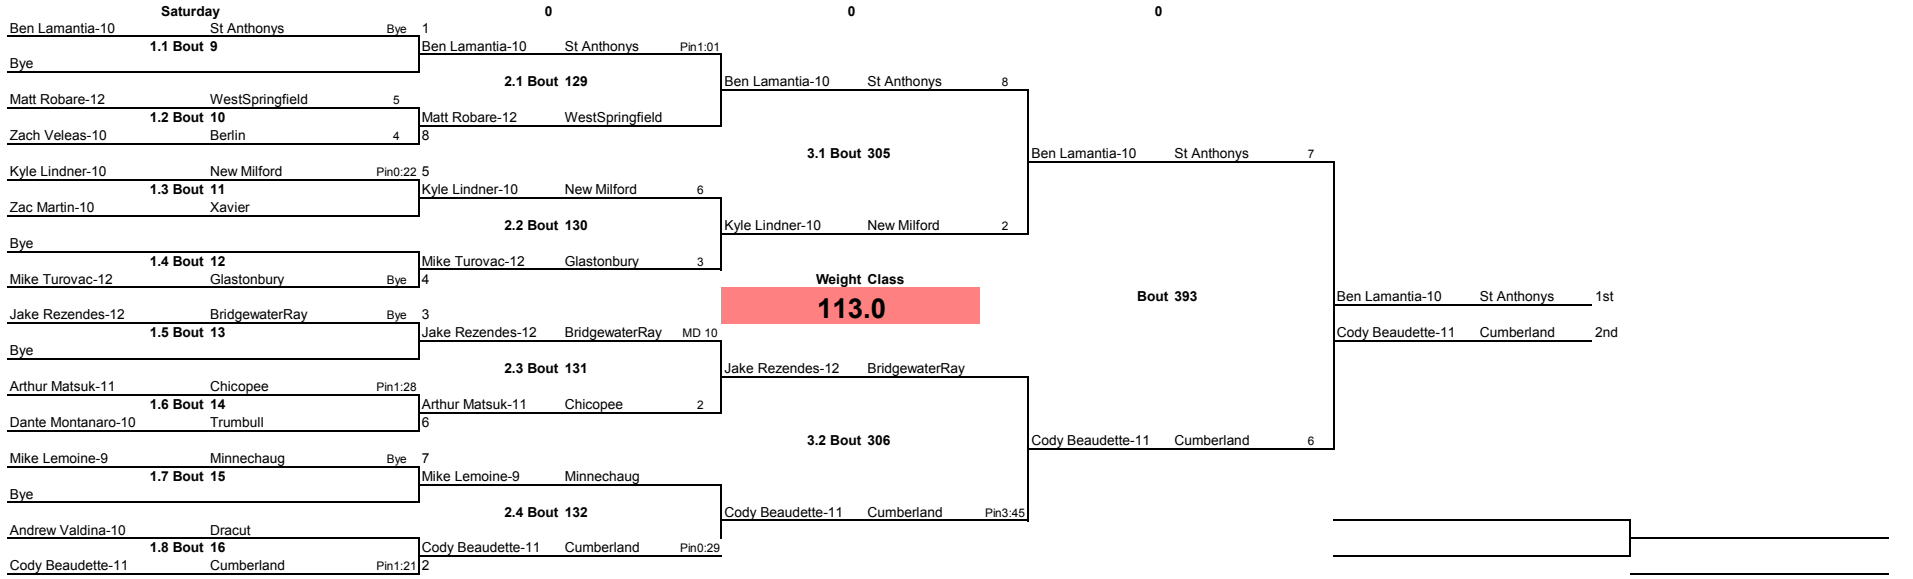 Saturday 0 0 0
Ben Lamantia-10 St Anthonys Bye 1
1.1 Bout 9 Ben Lamantia-10 St Anthonys Pin1:01
Bye
2.1 Bout 129 Ben Lamantia-10 St Anthonys 8
Matt Robare-12 WestSpringfield 5
1.2 Bout 10 Matt Robare-12 WestSpringfield
Zach Veleas-10 Berlin 4 8
3.1 Bout 305 Ben Lamantia-10 St Anthonys 7
Kyle Lindner-10 New Milford Pin0:22 5
1.3 Bout 11 Kyle Lindner-10 New Milford 6
Zac Martin-10 Xavier
2.2 Bout 130 Kyle Lindner-10 New Milford 2
Bye
1.4 Bout 12 Mike Turovac-12 Glastonbury 3
Mike Turovac-12 Glastonbury Bye 4 Weight Class
113.0 Bout 393 Ben Lamantia-10 St Anthonys 1st
Jake Rezendes-12 BridgewaterRay Bye 3
1.5 Bout 13 Jake Rezendes-12 BridgewaterRay MD 10 Cody Beaudette-11 Cumberland 2nd
Bye
2.3 Bout 131 Jake Rezendes-12 BridgewaterRay
Arthur Matsuk-11 Chicopee Pin1:28
1.6 Bout 14 Arthur Matsuk-11 Chicopee 2
Dante Montanaro-10 Trumbull 6
3.2 Bout 306 Cody Beaudette-11 Cumberland 6
Mike Lemoine-9 Minnechaug Bye 7
1.7 Bout 15 Mike Lemoine-9 Minnechaug
Bye
2.4 Bout 132 Cody Beaudette-11 Cumberland Pin3:45
Andrew Valdina-10 Dracut
1.8 Bout 16 Cody Beaudette-11 Cumberland Pin0:29
Cody Beaudette-11 Cumberland Pin1:21 2